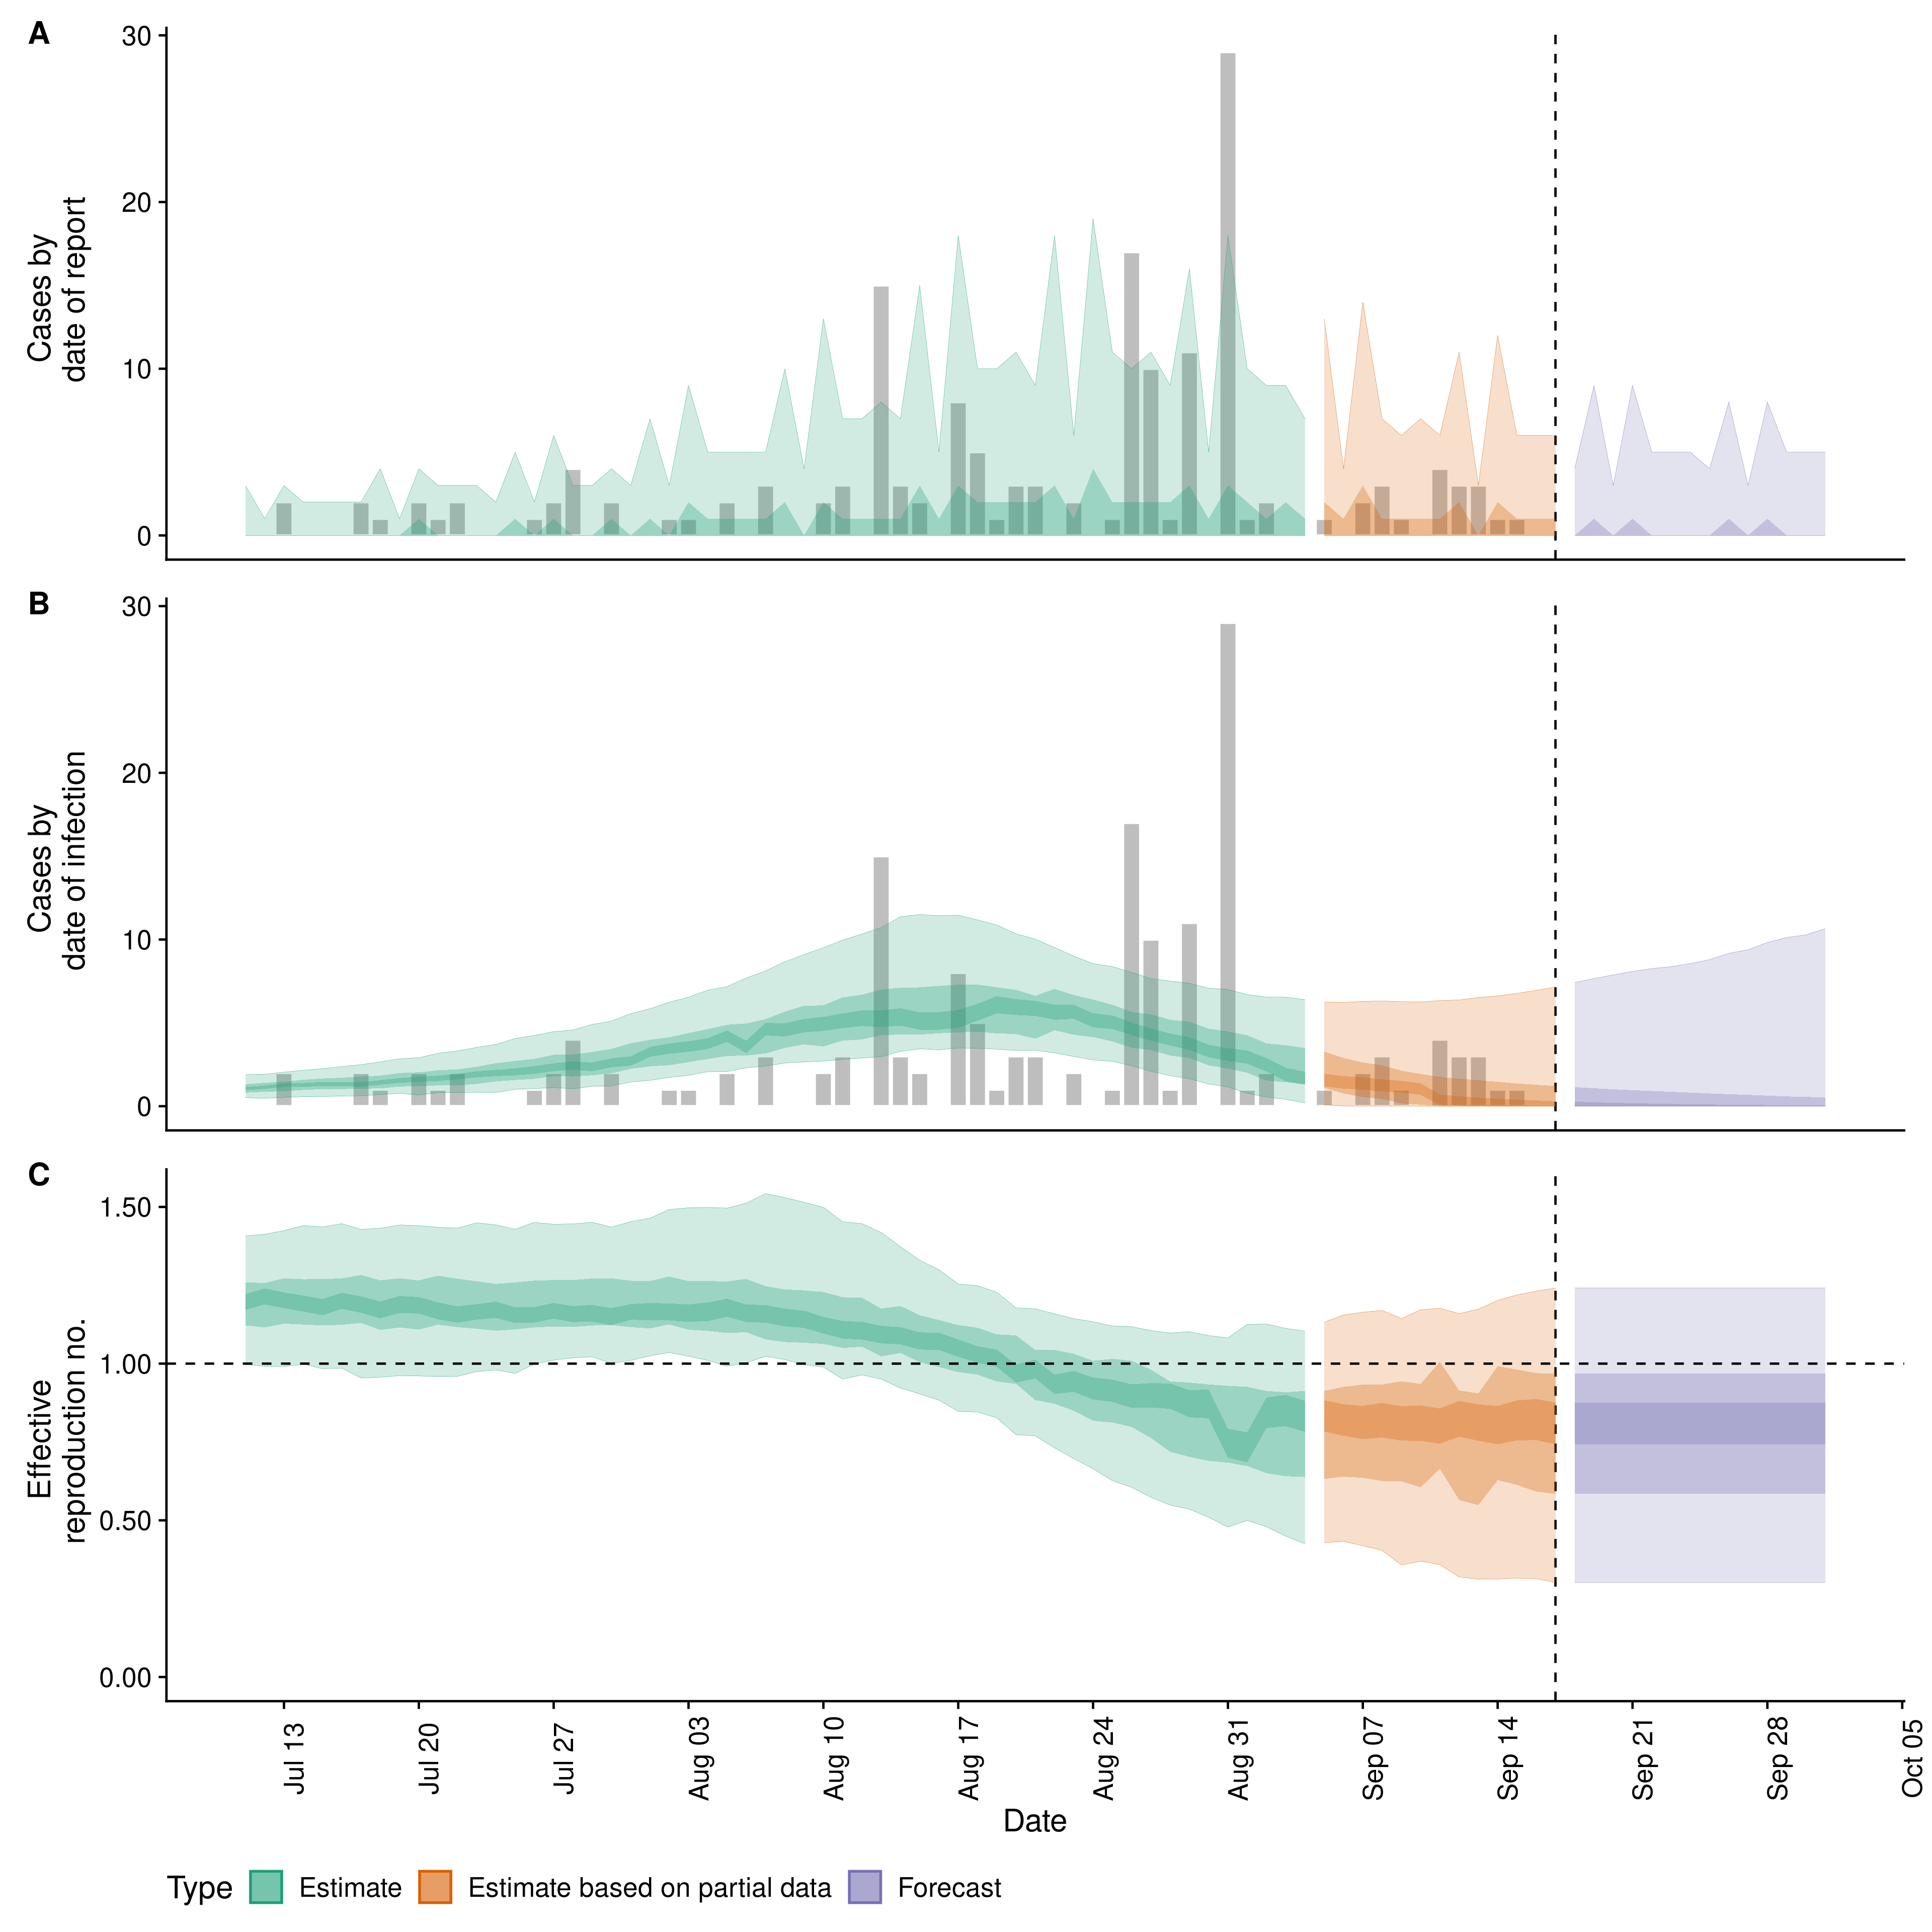 A
30
20
10
0
Cases by
date of report
B
30
20
10
0
Cases by
date of infection
C
1.50
1.00
0.50
0.00
Effective
reproduction no.
Jul 13
Jul 20
Jul 27
Aug 03
Aug 10
Aug 17
Aug 24
Aug 31
Sep 07
Sep 14
Sep 21
Sep 28
Oct 05
Date
Type Estimate Estimate based on partial data Forecast